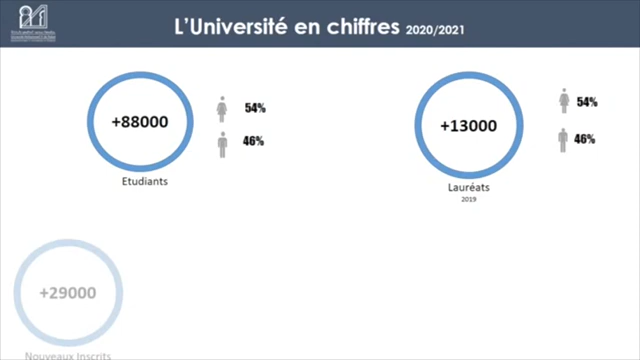 L'Université en chiffres 2020/2021
+88000
54%
46%
Etudiants
+13000
54%
46%
Lauréats
2019
+29000
Nouveaux Inscrits